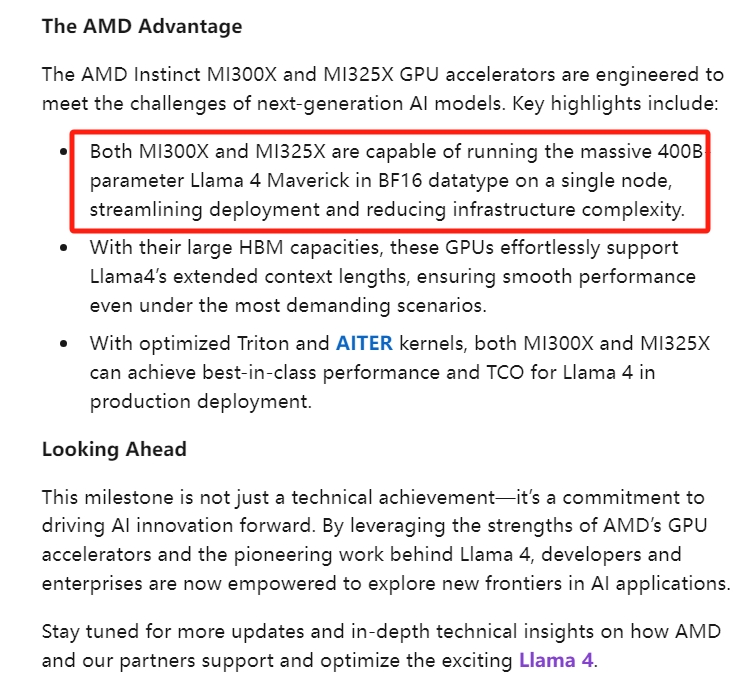 The AMD Advantage
The AMD Instinct MI300X and MI325X GPU accelerators are engineered to
meet the challenges of next-generation AI models. Key highlights include:
• Both MI300X and MI325X are capable of running the massive 400B-
parameter Llama 4 Maverick in BF16 datatype on a single node,
streamlining deployment and reducing infrastructure complexity.
• With their large HBM capacities, these GPUs effortlessly support
Llama4’s extended context lengths, ensuring smooth performance
even under the most demanding scenarios.
• With optimized Triton and AITER kernels, both MI300X and MI325X
can achieve best-in-class performance and TCO for Llama 4 in
production deployment.
Looking Ahead
This milestone is not just a technical achievement—it’s a commitment to
driving AI innovation forward. By leveraging the strengths of AMD’s GPU
accelerators and the pioneering work behind Llama 4, developers and
enterprises are now empowered to explore new frontiers in AI applications.
Stay tuned for more updates and in-depth technical insights on how AMD
and our partners support and optimize the exciting Llama 4.